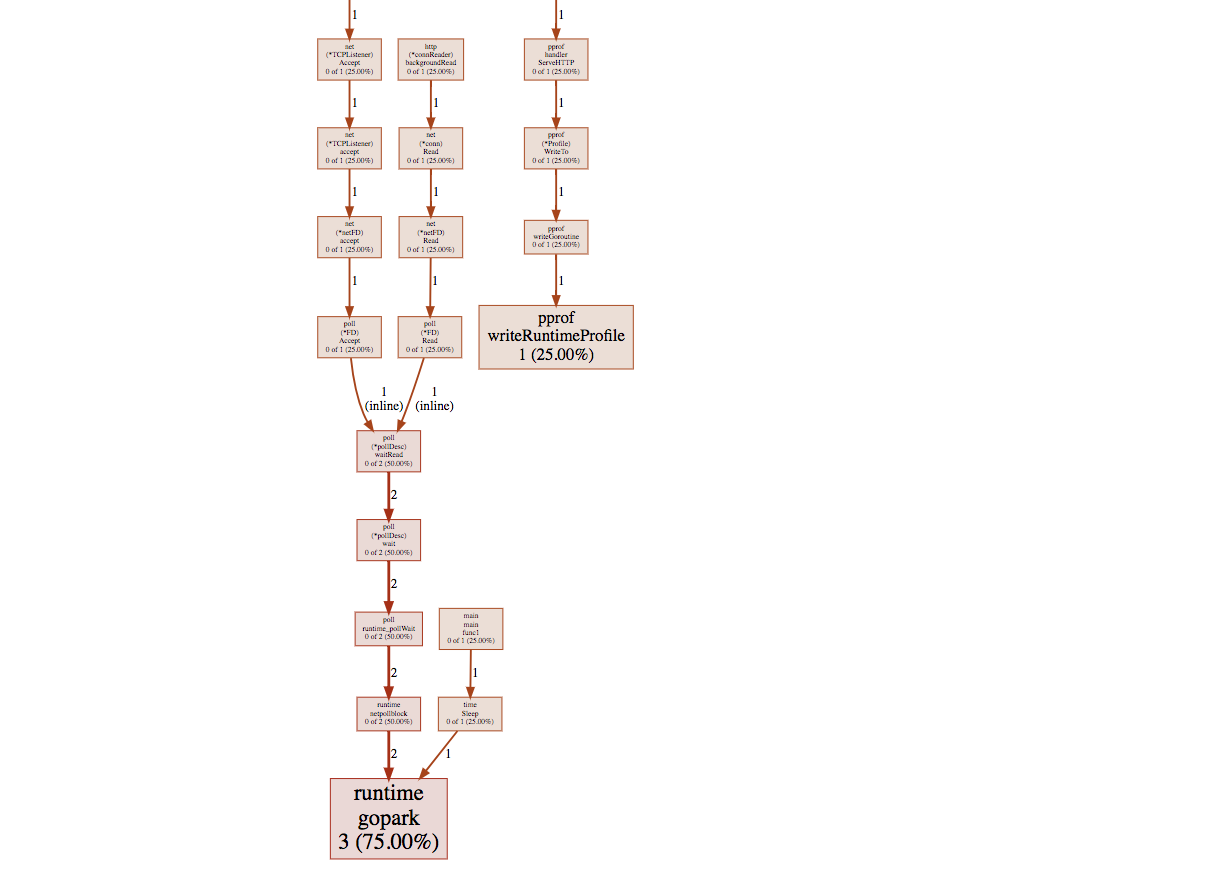 1
1
net
(*TCPListener)
Accept
0 of 1 (25.00%)
http
(*connReader)
backgroundRead
0 of 1 (25.00%)
pprof
handler
ServeHTTP
0 of 1 (25.00%)
1
1
1
net
(*TCPListener)
accept
0 of 1 (25.00%)
net
(*conn)
Read
0 of 1 (25.00%)
pprof
(*Profile)
WriteTo
0 of 1 (25.00%)
1
1
1
net
(*netFD)
accept
0 of 1 (25.00%)
net
(*netFD)
Read
0 of 1 (25.00%)
pprof
writeGoroutine
0 of 1 (25.00%)
1
1
1
poll
(*FD)
Accept
0 of 1 (25.00%)
poll
(*FD)
Read
0 of 1 (25.00%)
pprof
writeRuntimeProfile
1 (25.00%)
1
(inline)
1
(inline)
poll
(*pollDesc)
waitRead
0 of 2 (50.00%)
2
poll
(*pollDesc)
wait
0 of 2 (50.00%)
2
poll
runtime_pollWait
0 of 2 (50.00%)
main
main
func1
0 of 1 (25.00%)
2
1
runtime
netpollblock
0 of 2 (50.00%)
time
Sleep
0 of 1 (25.00%)
2
1
runtime
gopark
3 (75.00%)